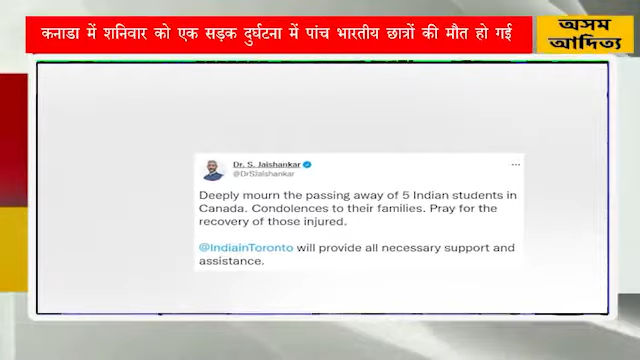 कनाडा में शनिवार को एक सड़क दुर्घटना में पांच भारतीय छात्रों की मौत हो गई
অসম
আদিত্য
Dr. S. Jaishankar
@DrSJaishankar
Deeply mourn the passing away of 5 Indian students in
Canada. Condolences to their families. Pray for the
recovery of those injured.
@IndiainToronto will provide all necessary support and
assistance.